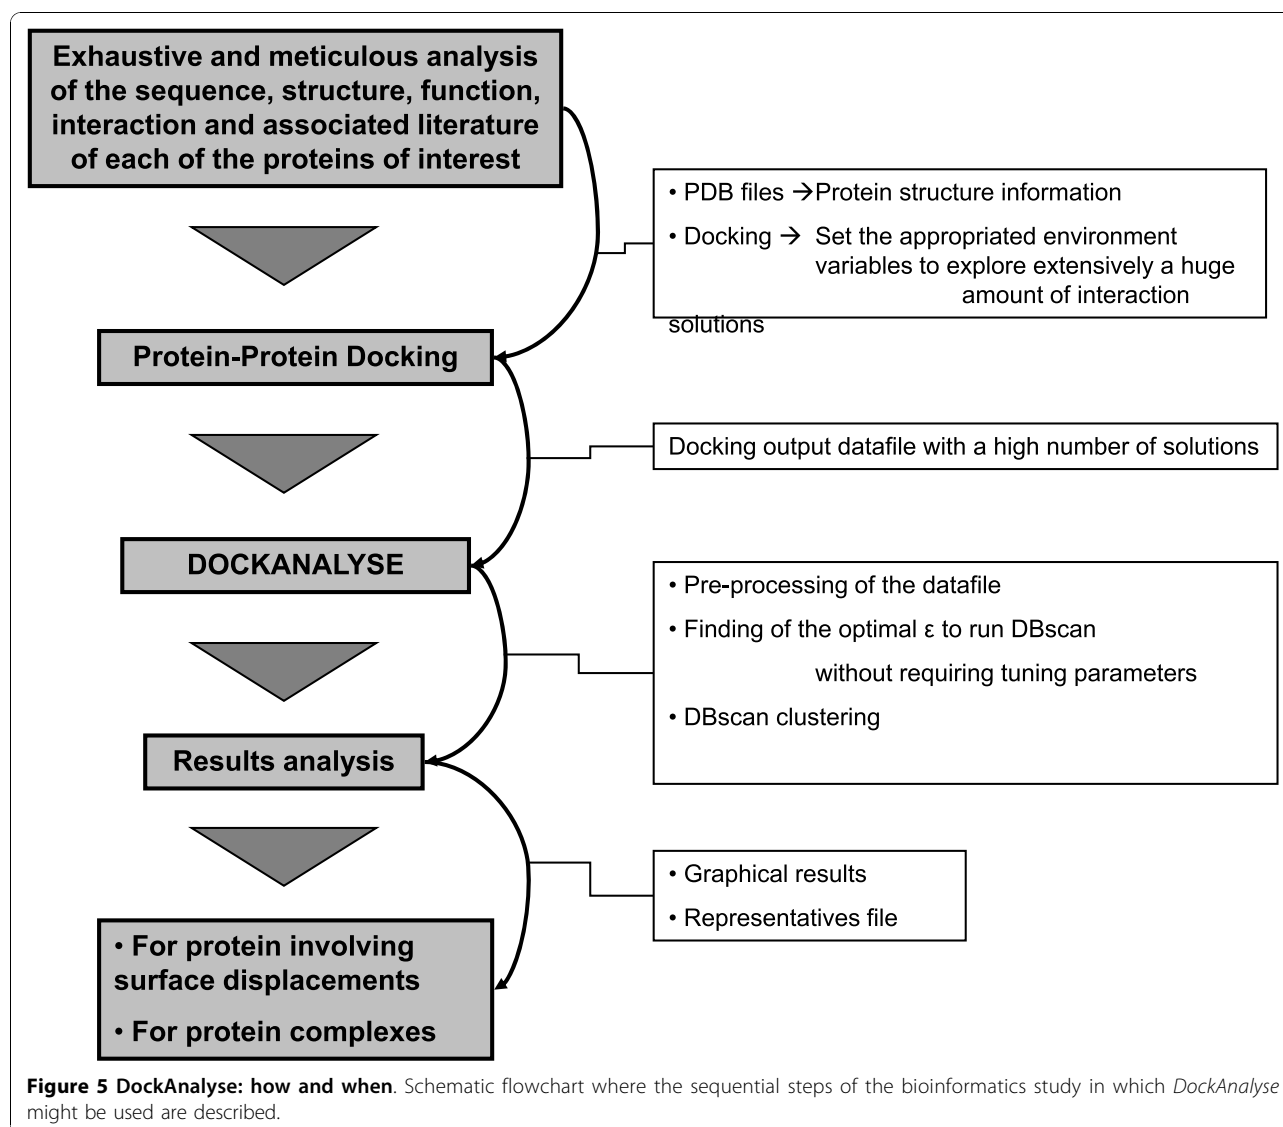 Exhaustive and meticulous analysis
of the sequence, structure, function,
interaction and associated literature
of each of the proteins of interest
• PDB files →Protein structure information
• Docking → Set the appropriated environment
variables to explore extensively a huge
amount of interaction
solutions
Protein-Protein Docking
Docking output datafile with a high number of solutions
DOCKANALYSE
• Pre-processing of the datafile
• Finding of the optimal ε to run DBscan
without requiring tuning parameters
• DBscan clustering
Results analysis
• Graphical results
• Representatives file
• For protein involving
surface displacements
• For protein complexes
Figure 5 DockAnalyse: how and when. Schematic flowchart where the sequential steps of the bioinformatics study in which DockAnalyse
might be used are described.